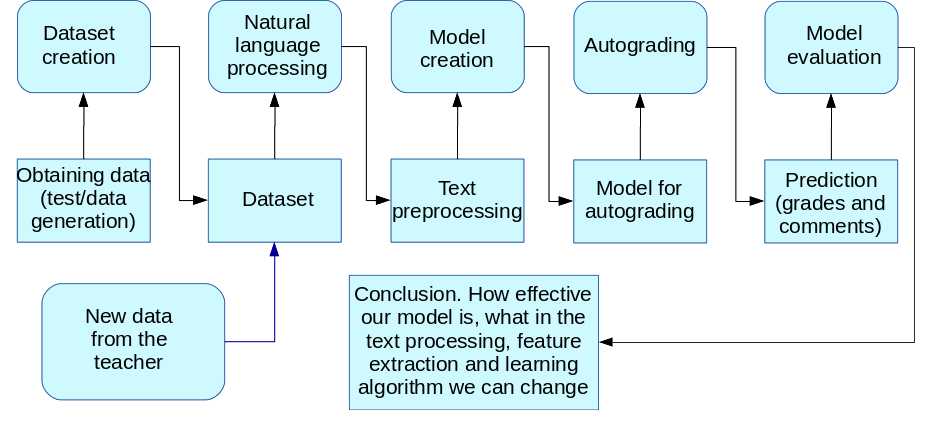 Dataset
creation
Natural
language
processing
Model
creation
Autograding
Model
evaluation
Obtaining data
(test/data
generation)
Dataset
Text
preprocessing
Model for
autograding
Prediction
(grades and
comments)
New data
from the
teacher
Conclusion. How effective
our model is, what in the
text processing, feature
extraction and learning
algorithm we can change